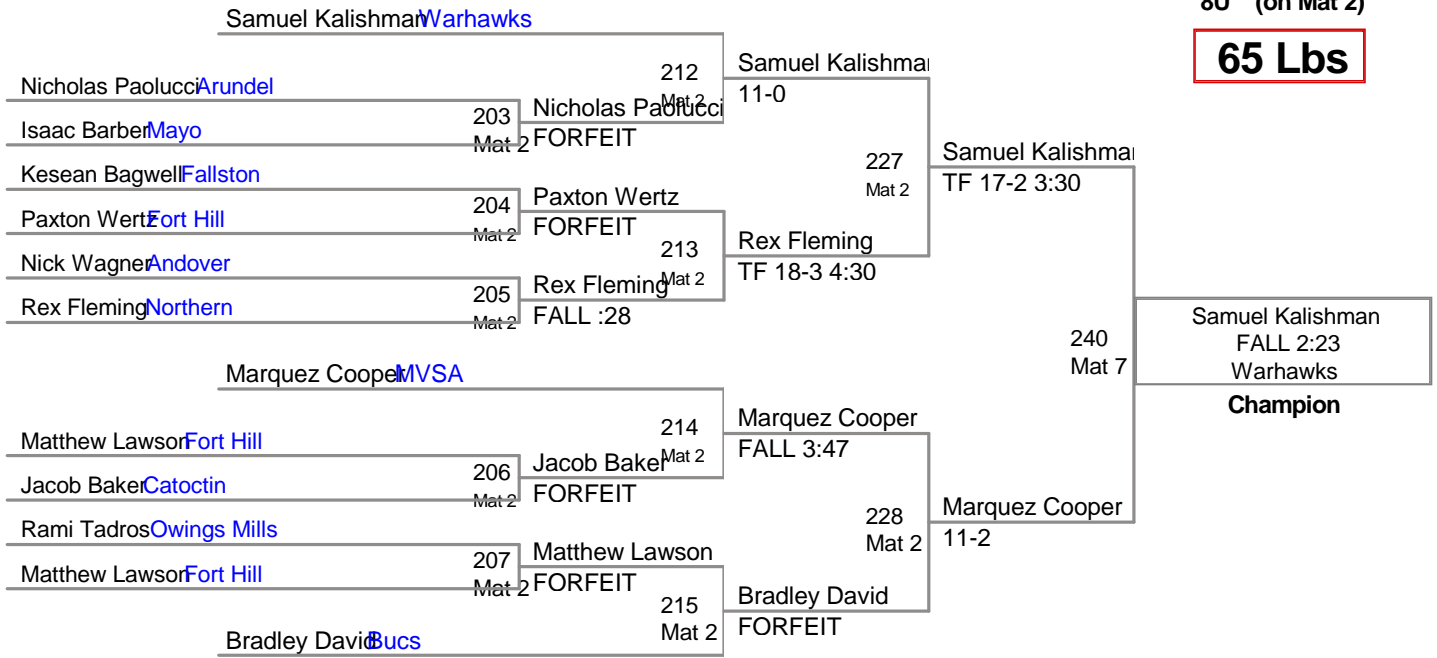 8U (on Mat 2)
65 Lbs
Samuel Kalishman Warhawks
Nicholas Paolucci Arundel
Isaac Barber Mayo
203
Mat 2
Nicholas Paolucci
FORFEIT
212
Mat 2
Samuel Kalishman
11-0
Kesean Bagwell Fallston
Paxton Wertz Fort Hill
204
Mat 2
Paxton Wertz
FORFEIT
Nick Wagner Andover
Rex Fleming Northern
205
Mat 2
Rex Fleming
FALL :28
213
Mat 2
Rex Fleming
TF 18-3 4:30
227
Mat 2
Samuel Kalishman
TF 17-2 3:30
Marquez Cooper MVSA
Matthew Lawson Fort Hill
Jacob Baker Catoctin
206
Mat 2
Jacob Baker
FORFEIT
214
Mat 2
Marquez Cooper
FALL 3:47
Rami Tadros Owings Mills
Matthew Lawson Fort Hill
207
Mat 2
Matthew Lawson
FORFEIT
Bradley David Bucs
215
Mat 2
Bradley David
FORFEIT
228
Mat 2
Marquez Cooper
11-2
240
Mat 7
Samuel Kalishman
FALL 2:23
Warhawks
Champion